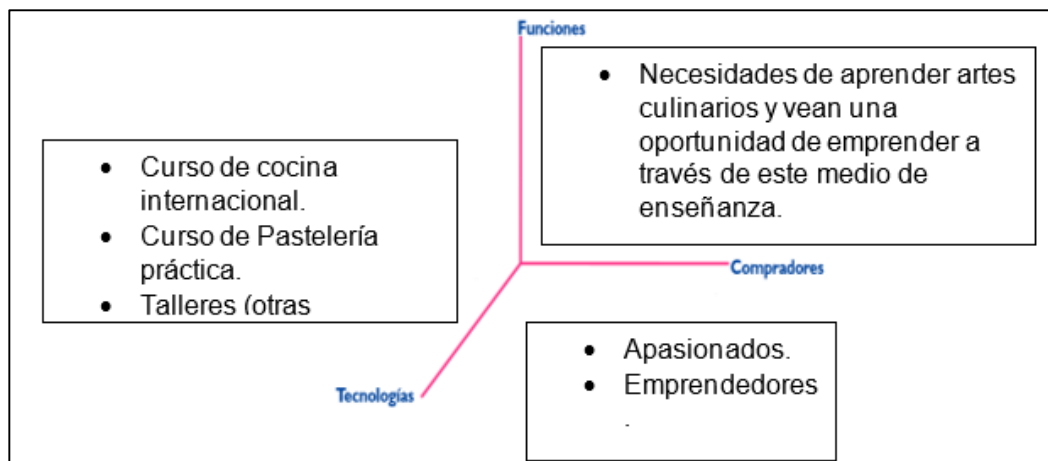 Funciones
• Necesidades de aprender artes
culinarios y vean una
oportunidad de emprender a
través de este medio de
enseñanza.
• Curso de cocina
internacional.
• Curso de Pastelería
práctica.
• Talleres (otras
Compradores
• Apasionados.
• Emprendedores
.
Tecnologías